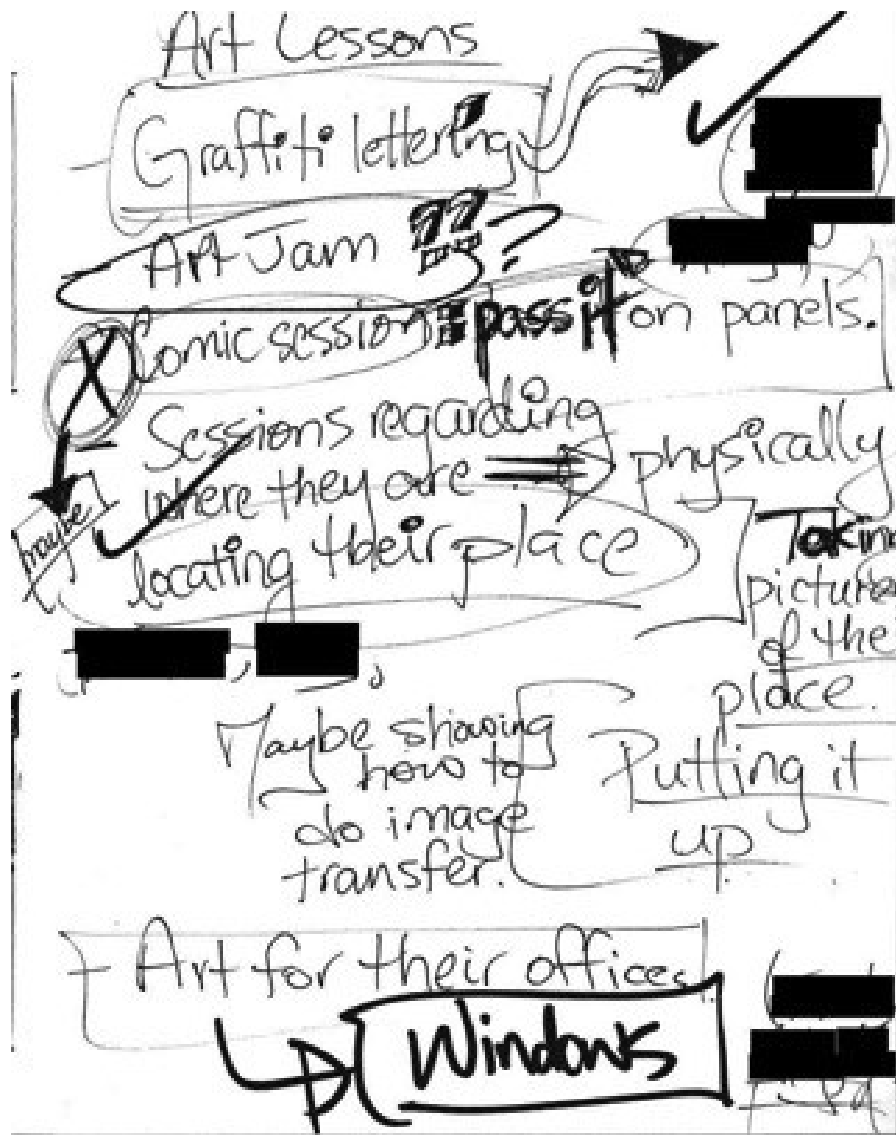 Art Lessons
Graffiti lettering
Art Jam ?? ?
Comic session: pass it on panels.
- Sessions regarding
where they are ⇒ physically
locating their place
maybe
Taking
pictures
of the
place.
Maybe showing
how to
do image
transfer.
Putting it
up
- Art for their offices
Windows